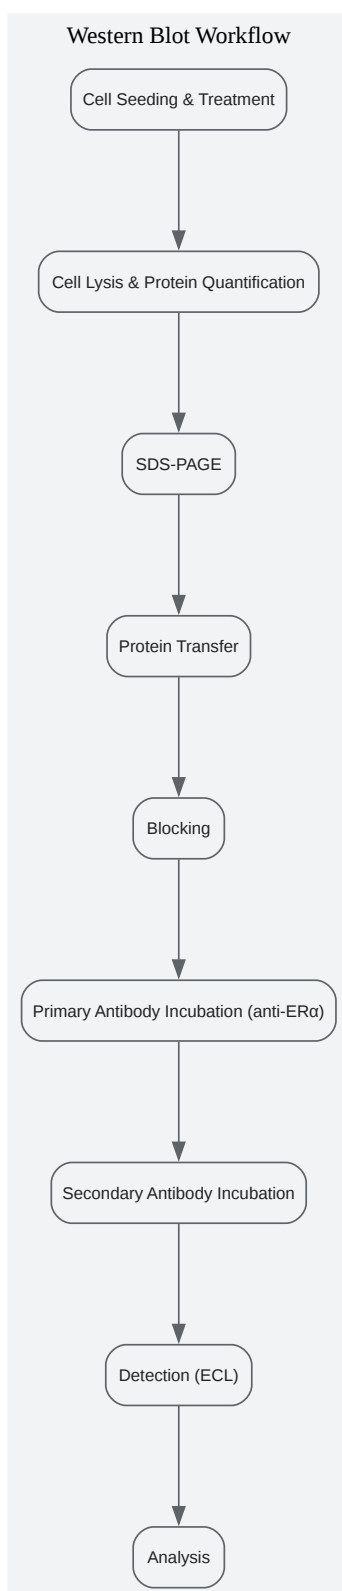 Western Blot Workflow
Cell Seeding & Treatment
Cell Lysis & Protein Quantification
SDS-PAGE
Protein Transfer
Blocking
Primary Antibody Incubation (anti-ERα)
Secondary Antibody Incubation
Detection (ECL)
Analysis